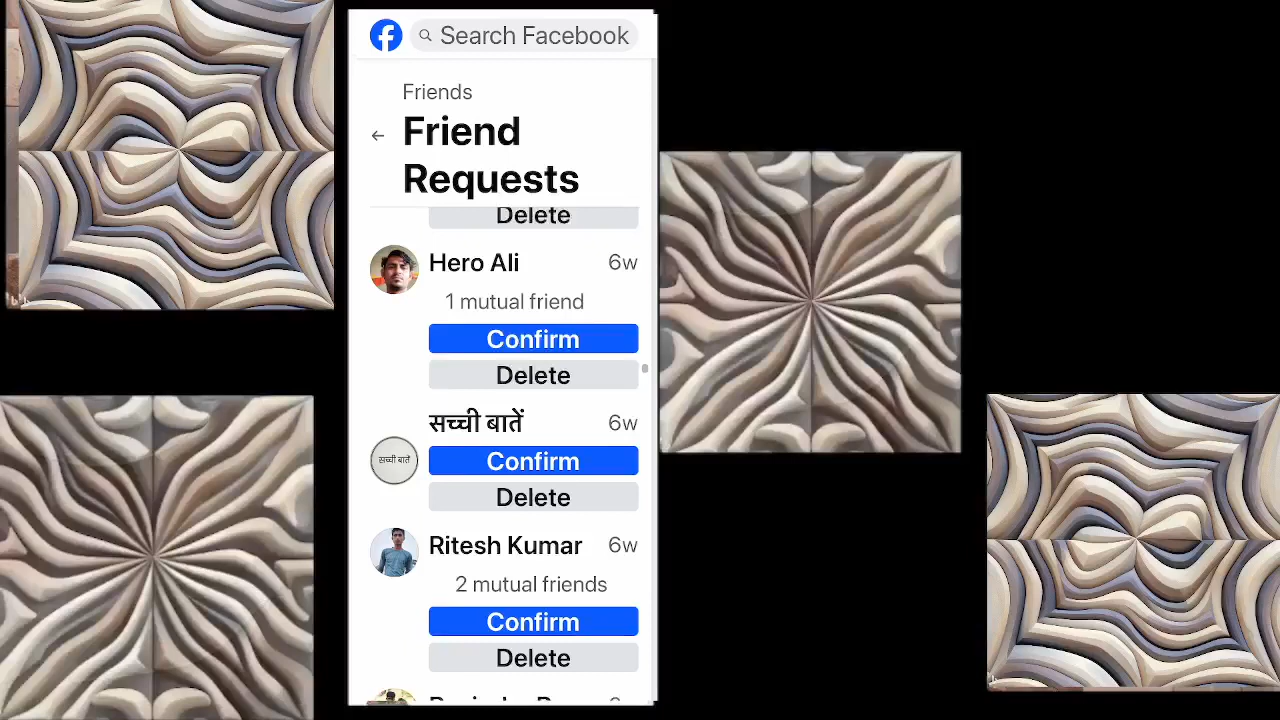 Search Facebook
Friends
Friend
Requests
Delete
Hero Ali 6w
1 mutual friend
Confirm
Delete
सच्ची बातें 6w
सच्ची बातें
Confirm
Delete
Ritesh Kumar 6w
2 mutual friends
Confirm
Delete